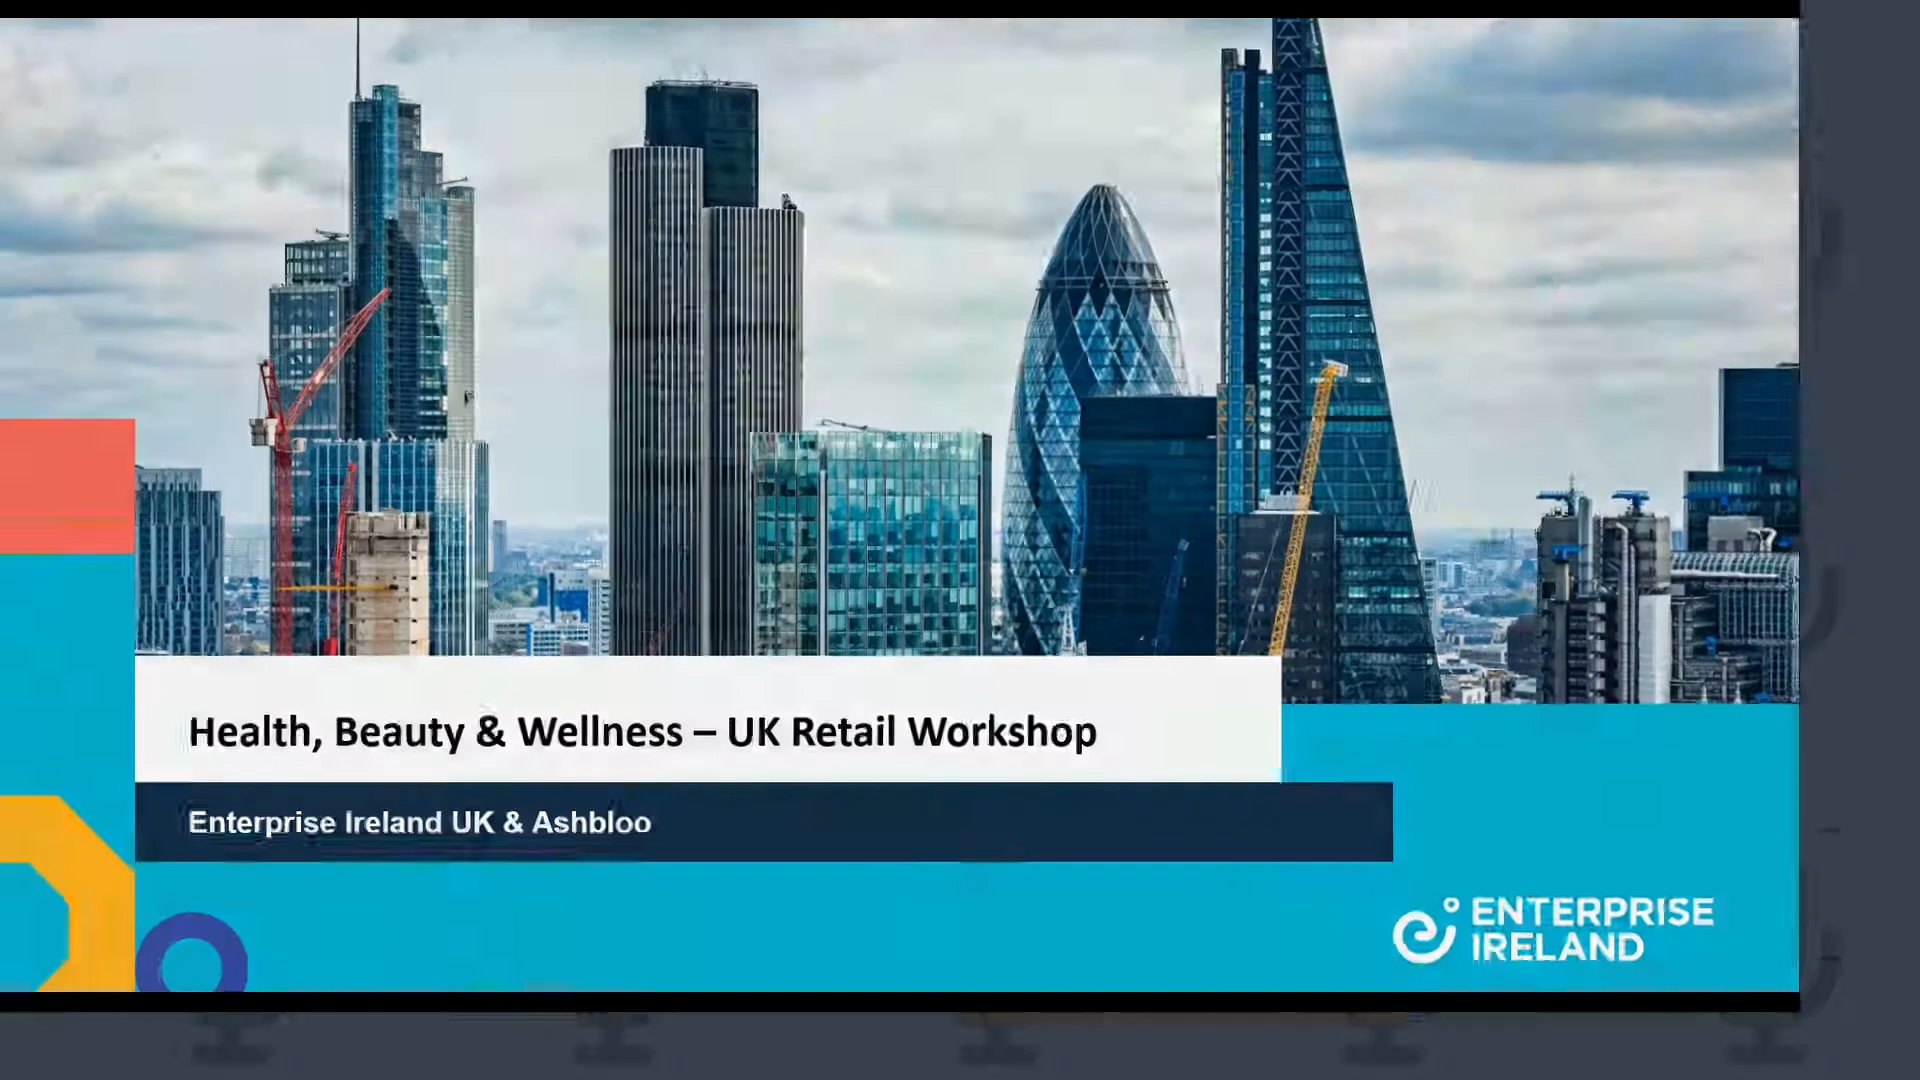 Health, Beauty & Wellness – UK Retail Workshop
Enterprise Ireland UK & Ashbloo
ENTERPRISE
IRELAND